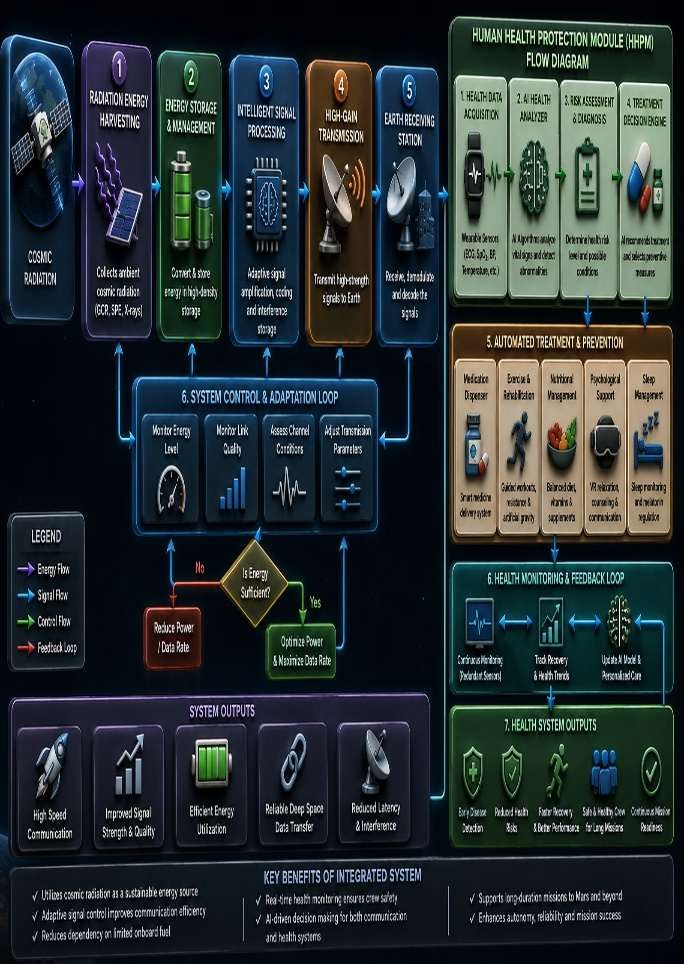 COSMIC
RADIATION
1
RADIATION ENERGY
HARVESTING
Collects ambient
cosmic radiation
(GCR, SPE, X-rays)
2
ENERGY STORAGE
& MANAGEMENT
Convert & store
energy in high-density
storage
3
INTELLIGENT SIGNAL
PROCESSING
Adaptive signal
amplification, coding
and interference
storage
4
HIGH-GAIN
TRANSMISSION
Transmit high-strength
signals to Earth
5
EARTH RECEIVING
STATION
Receive, demodulate
and decode the
signals
6. SYSTEM CONTROL & ADAPTATION LOOP
Monitor Energy
Level
Monitor Link
Quality
Assess Channel
Conditions
Adjust Transmission
Parameters
Is Energy
Sufficient?
No
Yes
Reduce Power
/ Data Rate
Optimize Power
& Maximize Data Rate
LEGEND
Energy Flow
Signal Flow
Control Flow
Feedback Loop
SYSTEM OUTPUTS
High Speed
Communication
Improved Signal
Strength & Quality
Efficient Energy
Utilization
Reliable Deep Space
Data Transfer
Reduced Latency
& Interference
HUMAN HEALTH PROTECTION MODULE (HHPM)
FLOW DIAGRAM
1. HEALTH DATA
ACQUISITION
Wearable Sensors
(ECG, SpO₂, BP,
Temperature, etc.)
2. AI HEALTH
ANALYZER
AI Algorithms analyze
vital signs and detect
abnormalities
3. RISK ASSESSMENT
& DIAGNOSIS
Determine health risk
level and possible
conditions
4. TREATMENT
DECISION ENGINE
AI recommends treatment
and selects preventive
measures
5. AUTOMATED TREATMENT & PREVENTION
Medication
Dispenser
Smart medicine
delivery system
Exercise &
Rehabilitation
Guided workouts,
resistance &
artificial gravity
Nutritional
Management
Balanced diet,
vitamins &
supplements
Psychological
Support
VR relaxation,
counseling &
communication
Sleep
Management
Sleep monitoring
and melatonin
regulation
6. HEALTH MONITORING & FEEDBACK LOOP
Continuous Monitoring
(Redundant Sensors)
Track Recovery
& Health Trends
Update AI Model &
Personalized Care
7. HEALTH SYSTEM OUTPUTS
Early Disease
Detection
Reduced Health
Risks
Faster Recovery
& Better Performance
Safe & Healthy Crew
for Long Missions
Continuous Mission
Readiness
KEY BENEFITS OF INTEGRATED SYSTEM
✓ Utilizes cosmic radiation as a sustainable energy source
✓ Adaptive signal control improves communication efficiency
✓ Reduces dependency on limited onboard fuel
✓ Real-time health monitoring ensures crew safety
✓ AI-driven decision making for both communication
and health systems
✓ Supports long-duration missions to Mars and beyond
✓ Enhances autonomy, reliability and mission success